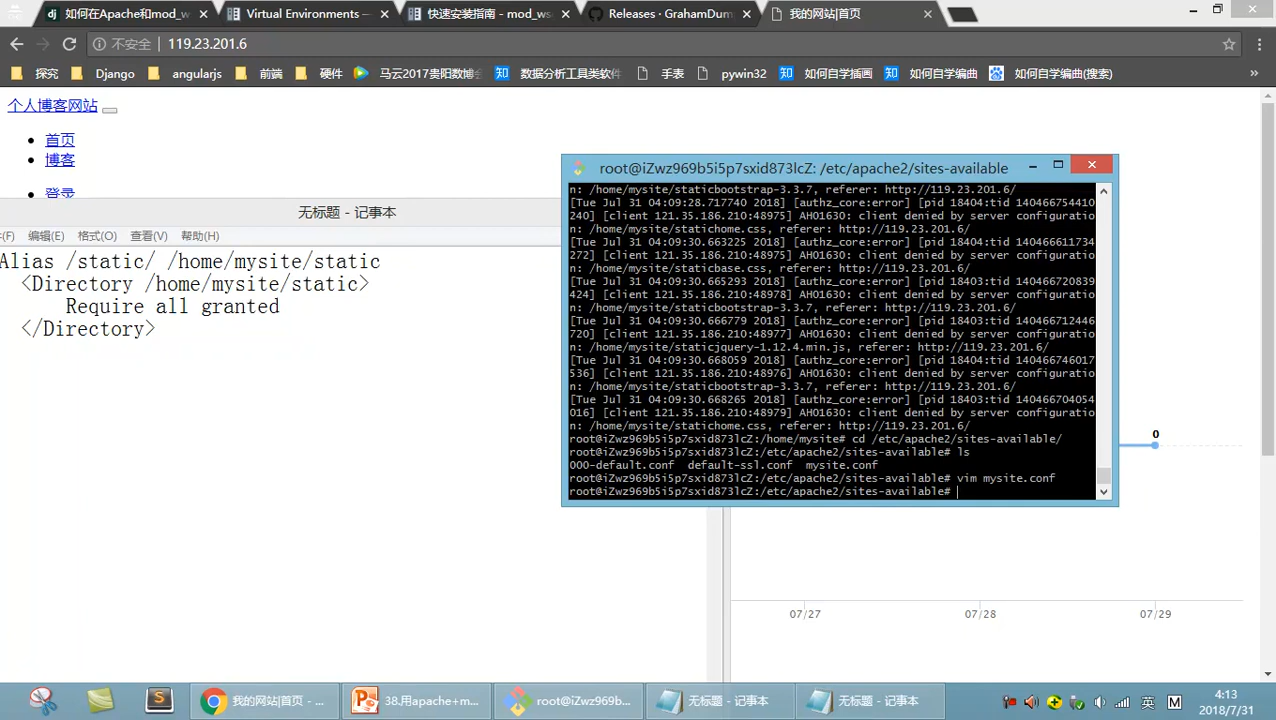 如何在Apache和mod_w
Virtual Environments —
快速安装指南 - mod_ws
Releases · GrahamDum
我的网站|首页
不安全 | 119.23.201.6
探究
Django
angularjs
前端
硬件
马云2017贵阳数博会
数据分析工具类软件
手表
pywin32
如何自学插画
如何自学编曲
如何自学编曲(搜索)
»
个人博客网站
首页
博客
登录
无标题 - 记事本
(F) 编辑(E) 格式(O) 查看(V) 帮助(H)
Alias /static/ /home/mysite/static
<Directory /home/mysite/static>
Require all granted
</Directory>
root@iZwz969b5i5p7sxid873lcZ: /etc/apache2/sites-available
n: /home/mysite/staticbootstrap-3.3.7, referer: http://119.23.201.6/
[Tue Jul 31 04:09:28.717740 2018] [authz_core:error] [pid 18404:tid 140466754410
240] [client 121.35.186.210:48975] AH01630: client denied by server configuratio
n: /home/mysite/statichome.css, referer: http://119.23.201.6/
[Tue Jul 31 04:09:30.663225 2018] [authz_core:error] [pid 18404:tid 140466611734
272] [client 121.35.186.210:48975] AH01630: client denied by server configuratio
n: /home/mysite/staticbase.css, referer: http://119.23.201.6/
[Tue Jul 31 04:09:30.665293 2018] [authz_core:error] [pid 18403:tid 140466720839
424] [client 121.35.186.210:48978] AH01630: client denied by server configuratio
n: /home/mysite/staticbootstrap-3.3.7, referer: http://119.23.201.6/
[Tue Jul 31 04:09:30.666779 2018] [authz_core:error] [pid 18403:tid 140466712446
720] [client 121.35.186.210:48977] AH01630: client denied by server configuratio
n: /home/mysite/staticjquery-1.12.4.min.js, referer: http://119.23.201.6/
[Tue Jul 31 04:09:30.668059 2018] [authz_core:error] [pid 18404:tid 140466746017
536] [client 121.35.186.210:48976] AH01630: client denied by server configuratio
n: /home/mysite/staticbootstrap-3.3.7, referer: http://119.23.201.6/
[Tue Jul 31 04:09:30.668265 2018] [authz_core:error] [pid 18403:tid 140466704054
016] [client 121.35.186.210:48979] AH01630: client denied by server configuratio
n: /home/mysite/statichome.css, referer: http://119.23.201.6/
root@iZwz969b5i5p7sxid873lcZ:/home/mysite# cd /etc/apache2/sites-available/
root@iZwz969b5i5p7sxid873lcZ:/etc/apache2/sites-available# ls
000-default.conf default-ssl.conf mysite.conf
root@iZwz969b5i5p7sxid873lcZ:/etc/apache2/sites-available# vim mysite.conf
root@iZwz969b5i5p7sxid873lcZ:/etc/apache2/sites-available#
0
07/27
07/28
07/29
我的网站|首页 - ...
38.用apache+m...
root@iZwz969b...
无标题 - 记事本
无标题 - 记事本
英
M
4:13
2018/7/31